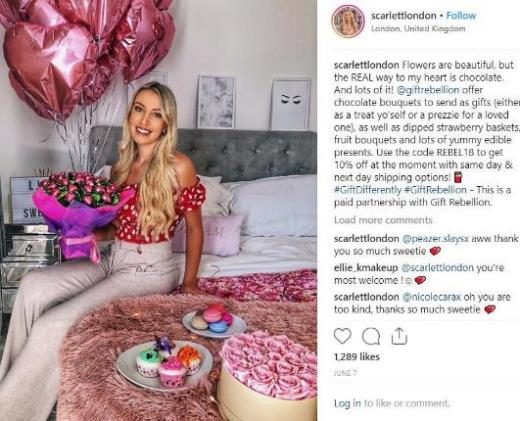 scarlettlondon • Follow
London, United Kingdom
scarlettlondon Flowers are beautiful, but
the REAL way to my heart is chocolate.
And lots of it! @giftrebellion offer
chocolate bouquets to send as gifts (either
as a treat yo'self or a prezzie for a loved
one), as well as dipped strawberry baskets,
fruit bouquets and lots of yummy edible
presents. Use the code REBEL18 to get
10% off at the moment with same day &
next day shipping options!
#GiftDifferently #GiftRebellion - This is a
paid partnership with Gift Rebellion.
Load more comments
scarlettlondon @peazer.slaysx aww thank
you so much sweetie
ellie_kmakeup @scarlettlondon you're
most welcome !
scarlettlondon @nicolecarax oh you are
too kind, thanks so much sweetie
1,289 likes
JUNE 7
Log in to like or comment.